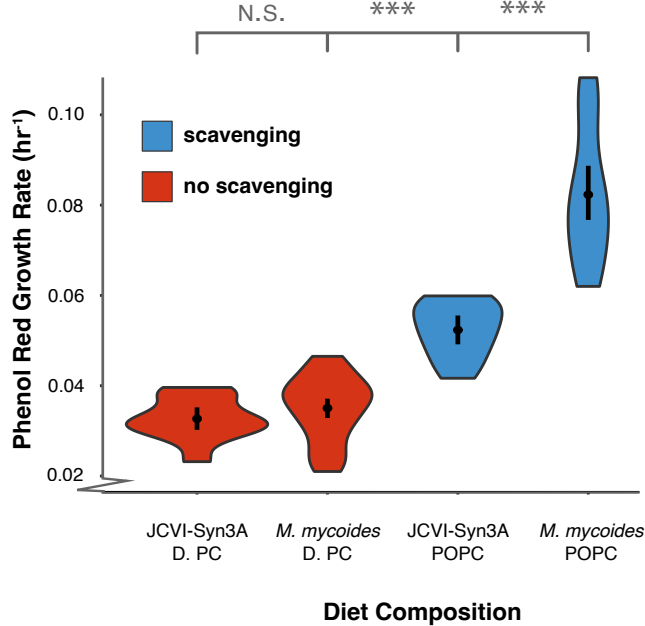 N.S. *** ***
Phenol Red Growth Rate (hr⁻¹)
0.10
0.08
0.06
0.04
0.02
scavenging
no scavenging
JCVI-Syn3A M. mycoides JCVI-Syn3A M. mycoides
D. PC D. PC POPC POPC
Diet Composition